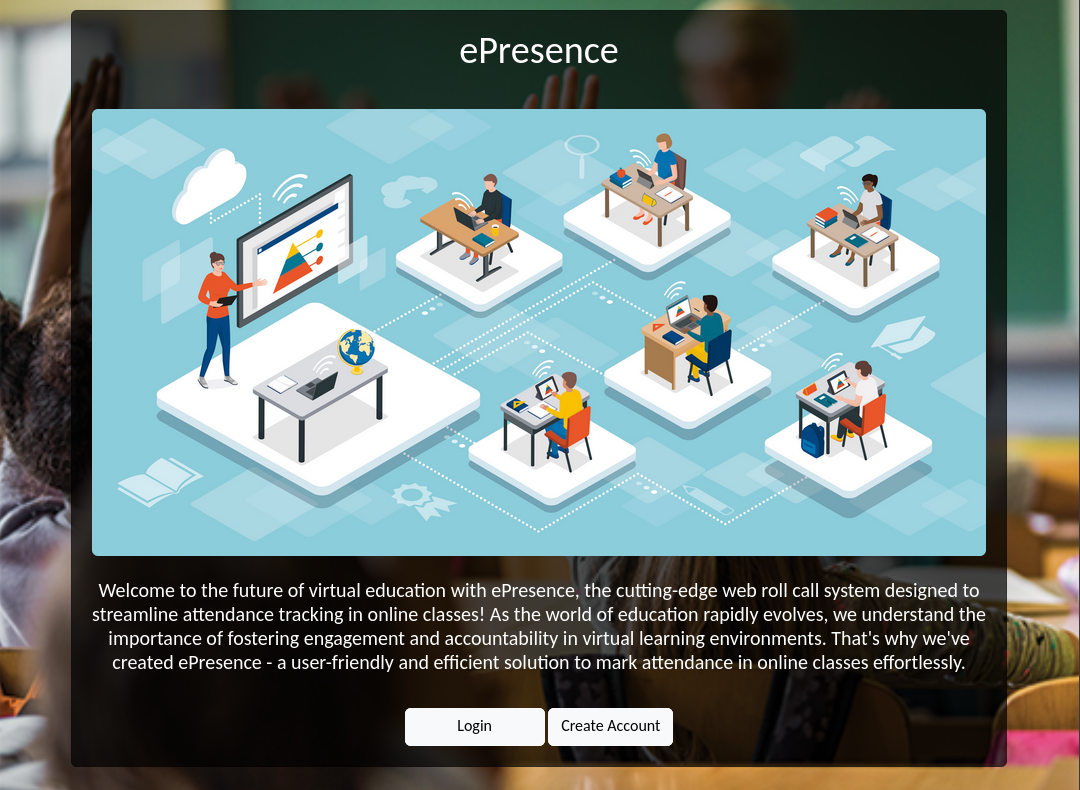 ePresence
Welcome to the future of virtual education with ePresence, the cutting-edge web roll call system designed to
streamline attendance tracking in online classes! As the world of education rapidly evolves, we understand the
importance of fostering engagement and accountability in virtual learning environments. That's why we've
created ePresence - a user-friendly and efficient solution to mark attendance in online classes effortlessly.
Login
Create Account